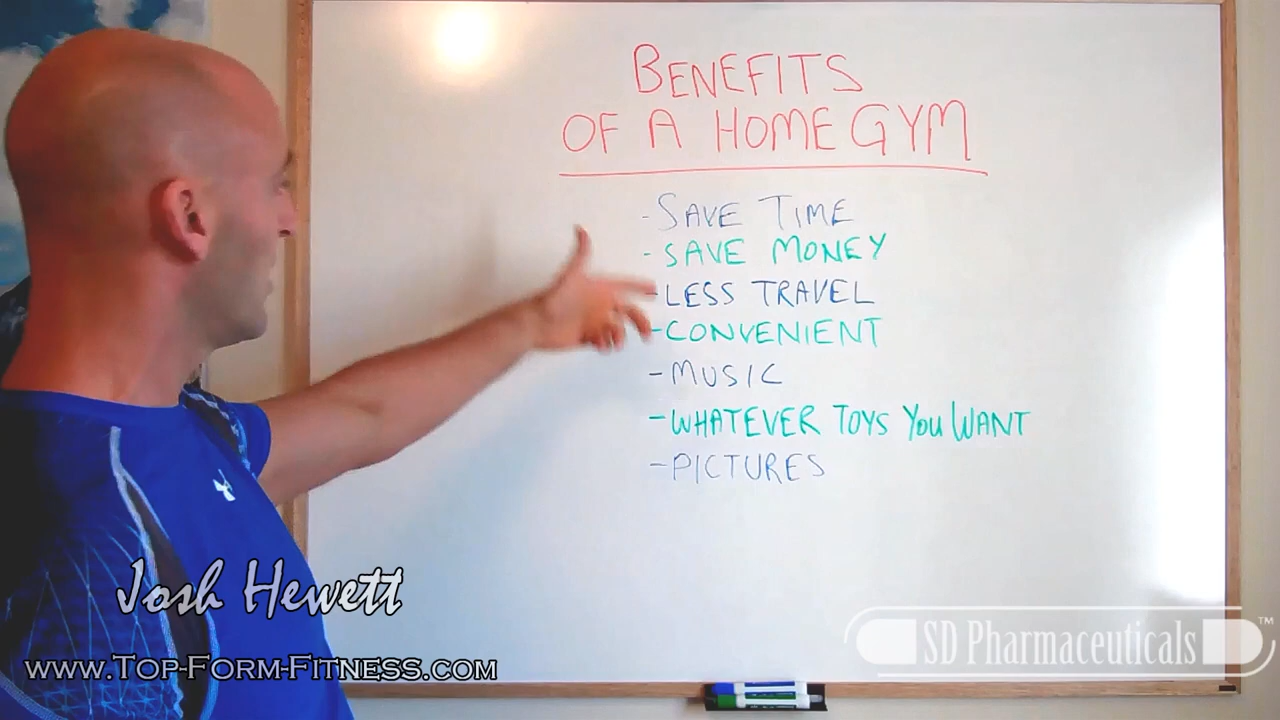 BENEFITS
OF A HOME GYM
- SAVE TIME
- SAVE MONEY
- LESS TRAVEL
- CONVENIENT
- MUSIC
- WHATEVER TOYS YOU WANT
- PICTURES
Josh Hewett
www.Top-Form-Fitness.com
SD Pharmaceuticals™